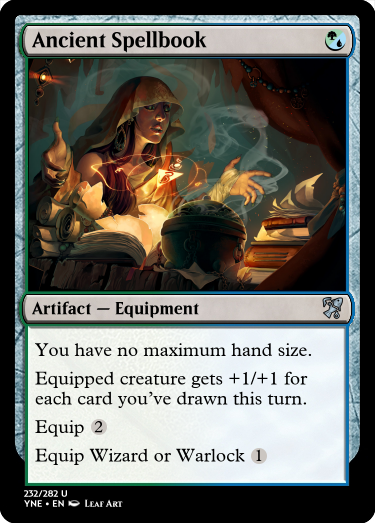 Ancient Spellbook
Artifact — Equipment
You have no maximum hand size.
Equipped creature gets +1/+1 for
each card you've drawn this turn.
Equip 2
Equip Wizard or Warlock 1
232/282 U
YNE • EN Leaf Art